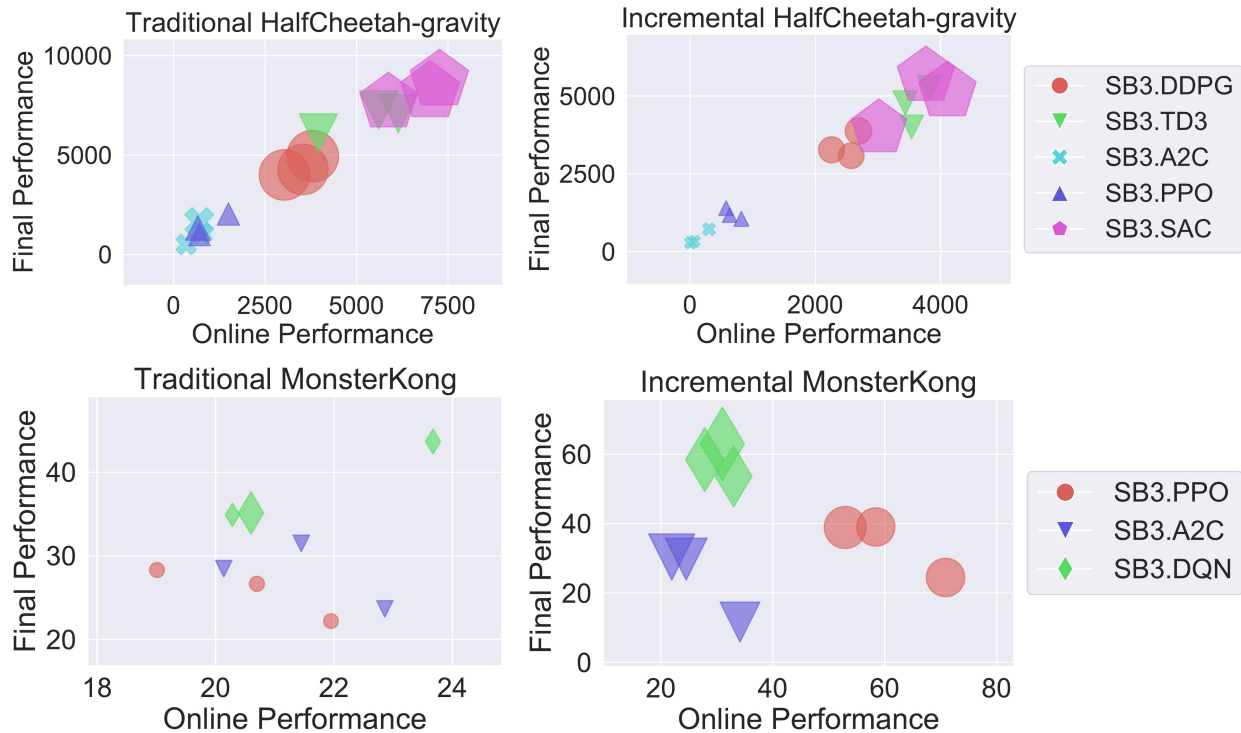 Traditional HalfCheetah-gravity
Final Performance
10000
5000
0
0
2500
5000
7500
Online Performance
Incremental HalfCheetah-gravity
Final Performance
5000
2500
0
0
2000
4000
Online Performance
SB3.DDPG
SB3.TD3
SB3.A2C
SB3.PPO
SB3.SAC
Traditional MonsterKong
Final Performance
40
30
20
18
20
22
24
Online Performance
Incremental MonsterKong
Final Performance
60
40
20
0
20
40
60
80
Online Performance
SB3.PPO
SB3.A2C
SB3.DQN